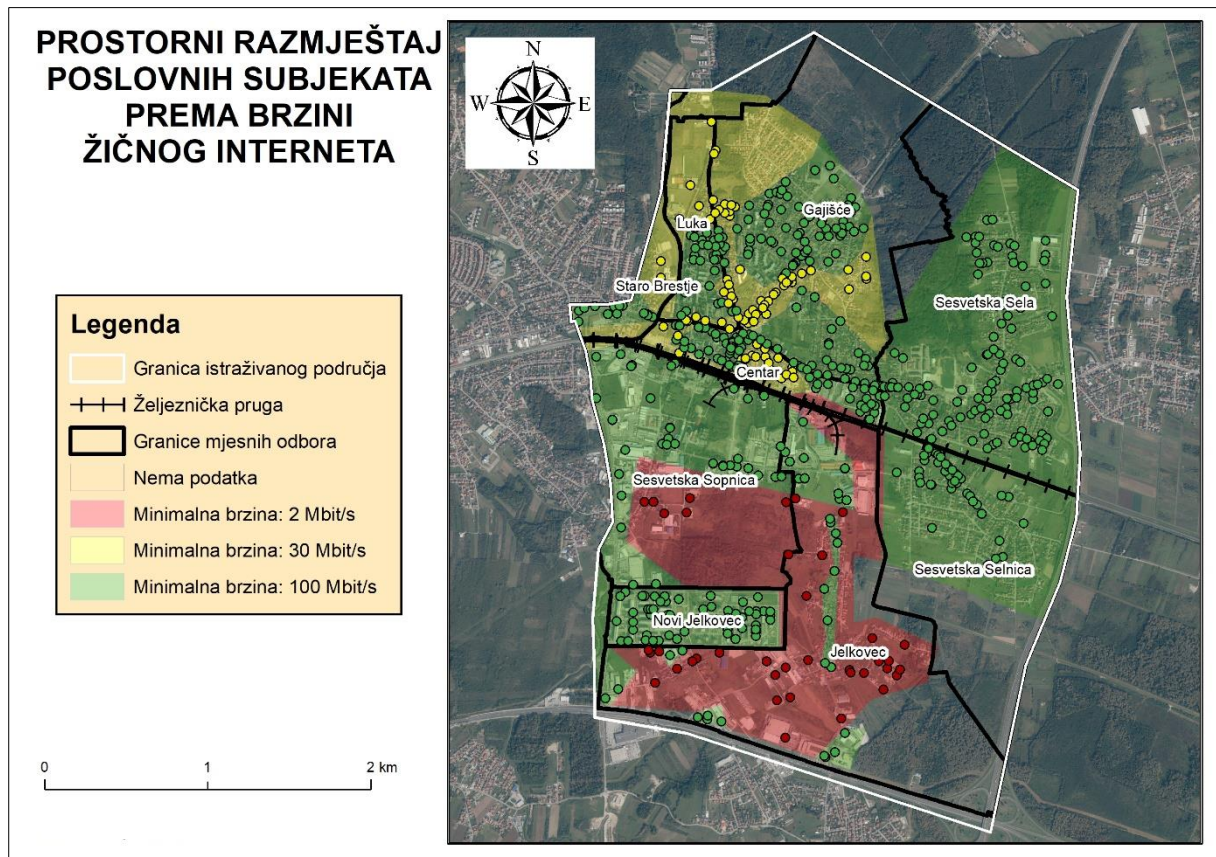 PROSTORNI RAZMJEŠTAJ
POSLOVNIH SUBJEKATA
PREMA BRZINI
ŽIČNOG INTERNETA
N
W
E
S
Gajišće
Luka
Staro Brestje
Sesvetska Sela
Centar
Sesvetska Sopnica
Sesvetska Selnica
Novi Jelkovec
Jelkovec
Legenda
Granica istraživanog područja
Željeznička pruga
Granice mjesnih odbora
Nema podatka
Minimalna brzina: 2 Mbit/s
Minimalna brzina: 30 Mbit/s
Minimalna brzina: 100 Mbit/s
0 1 2 km